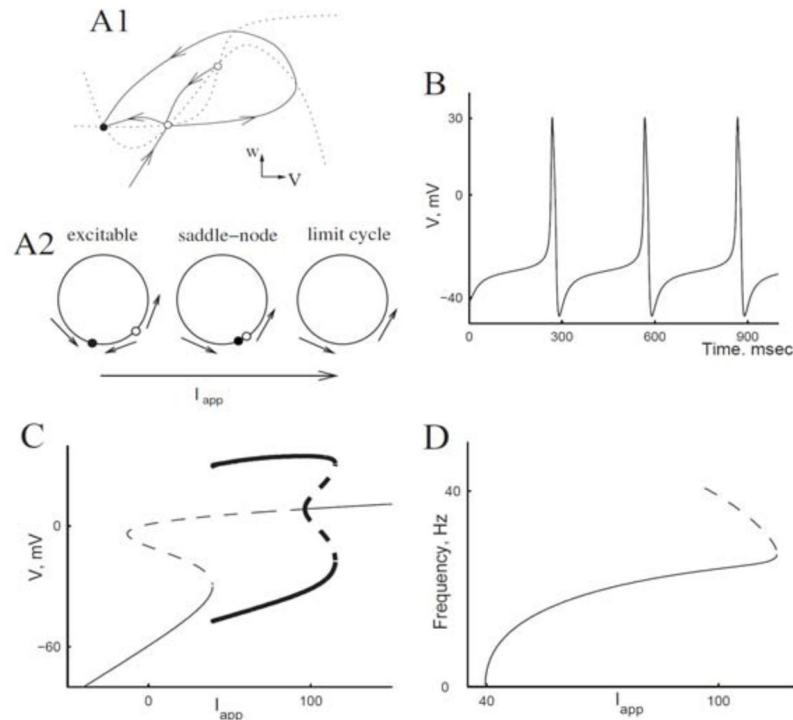 A1
w
V
A2
excitable saddle-node limit cycle
I app
B
V, mV
30
0
-40
0 300 600 900
Time. msec
C
V, mV
0
-60
0 100
I app
D
Frequency, Hz
40
0
40 100
I app